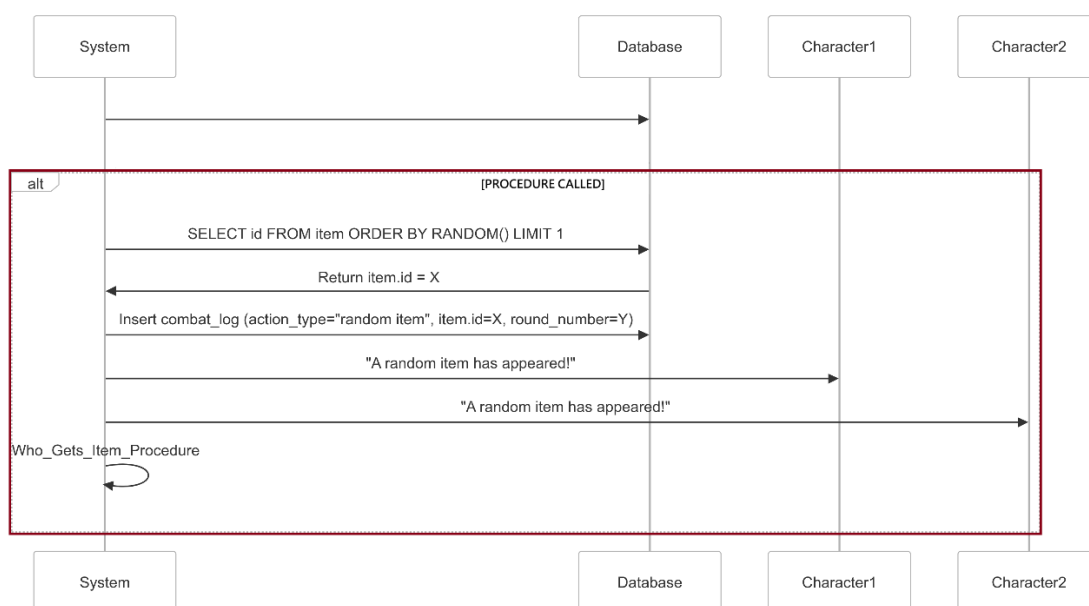 System
Database
Character1
Character2
alt
[PROCEDURE CALLED]
SELECT id FROM item ORDER BY RANDOM() LIMIT 1
Return item.id = X
Insert combat_log (action_type="random item", item.id=X, round_number=Y)
"A random item has appeared!"
"A random item has appeared!"
Who_Gets_Item_Procedure
System
Database
Character1
Character2